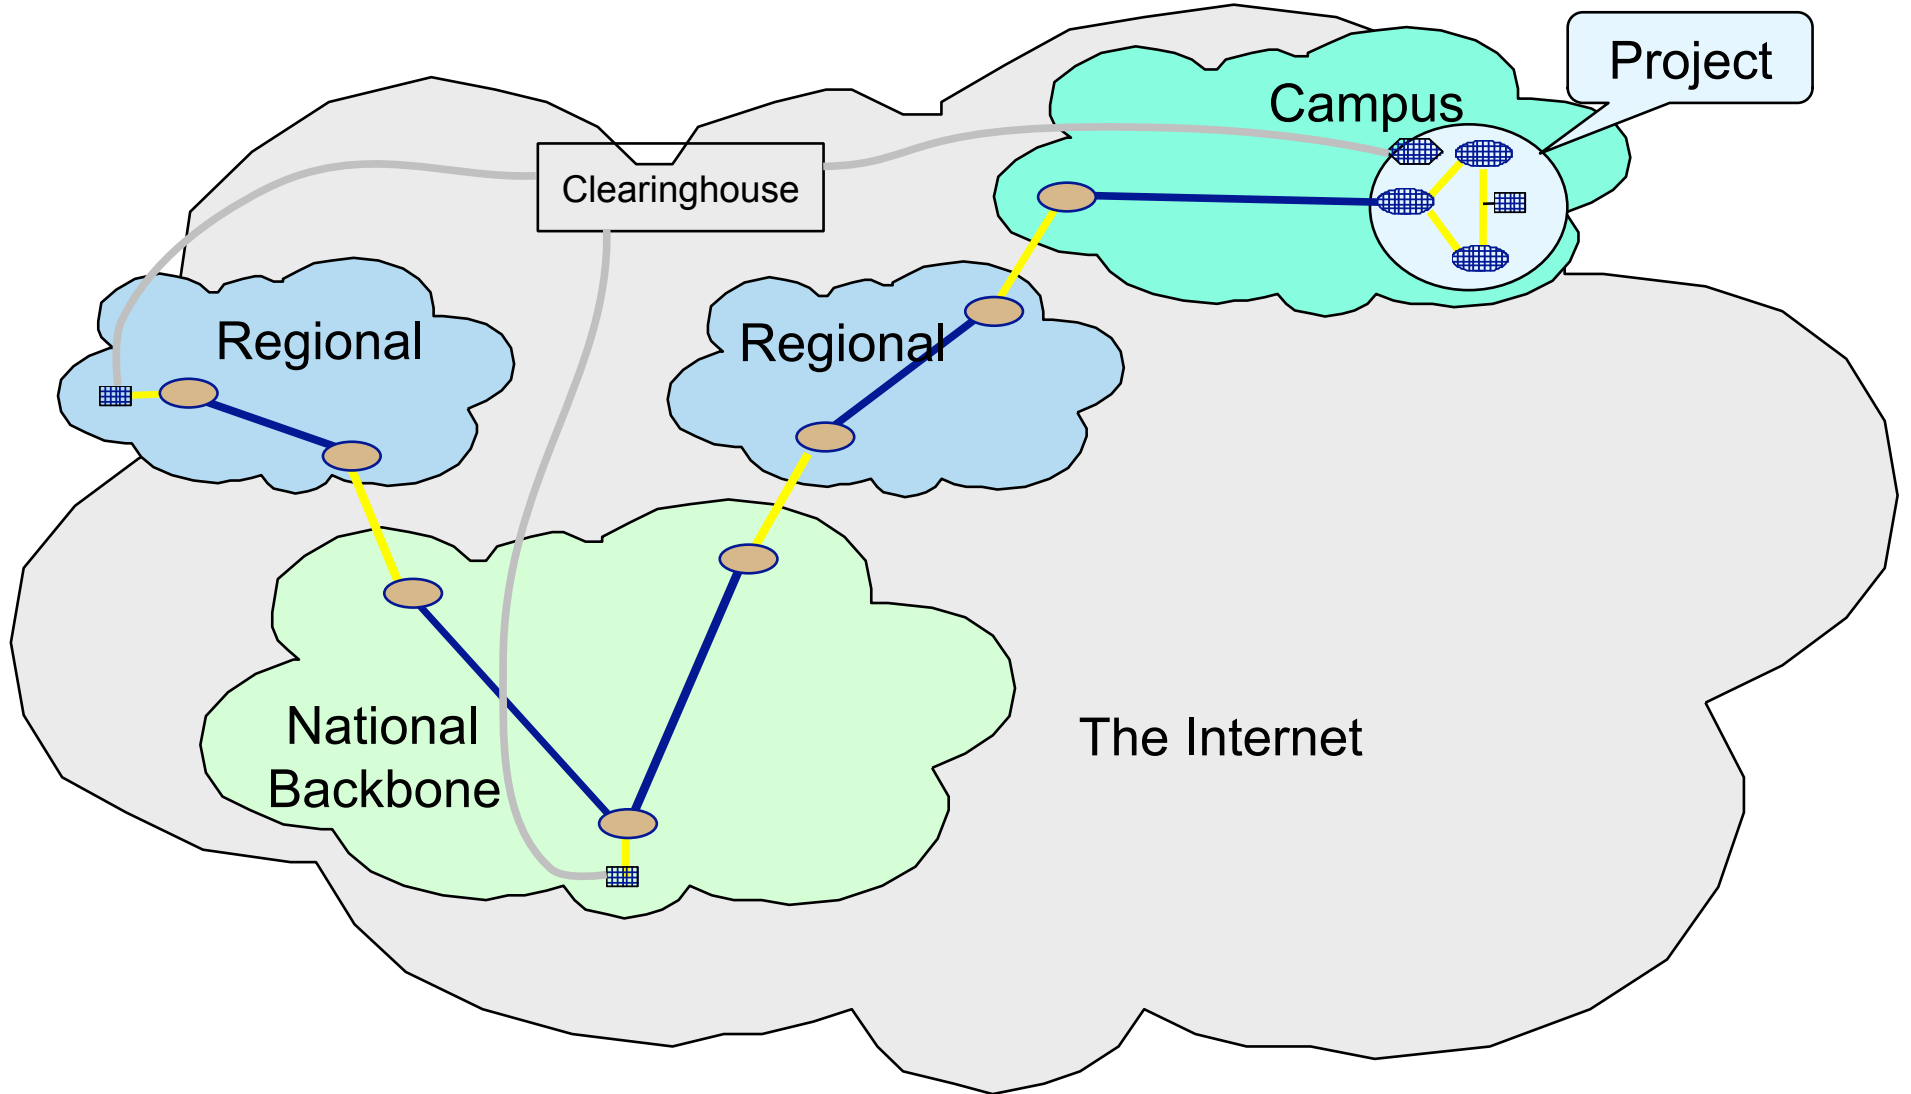 Project
Campus
Clearinghouse
Regional
Regional
National
Backbone
The Internet